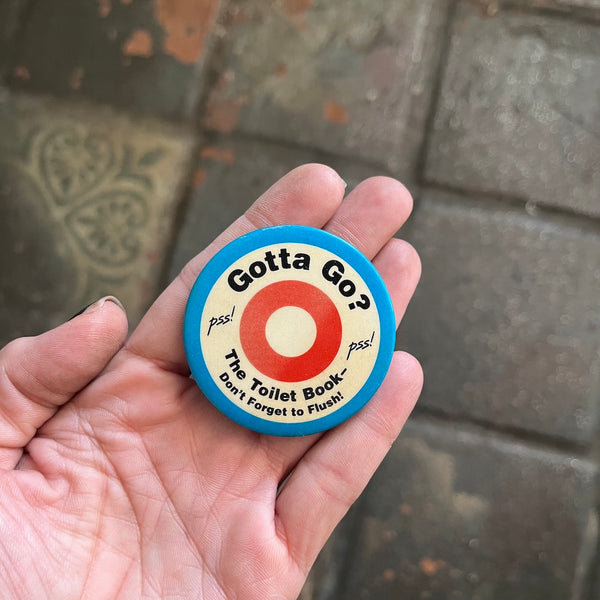 Gotta Go?
pss!
pss!
The Toilet Book–
Don't Forget to Flush!